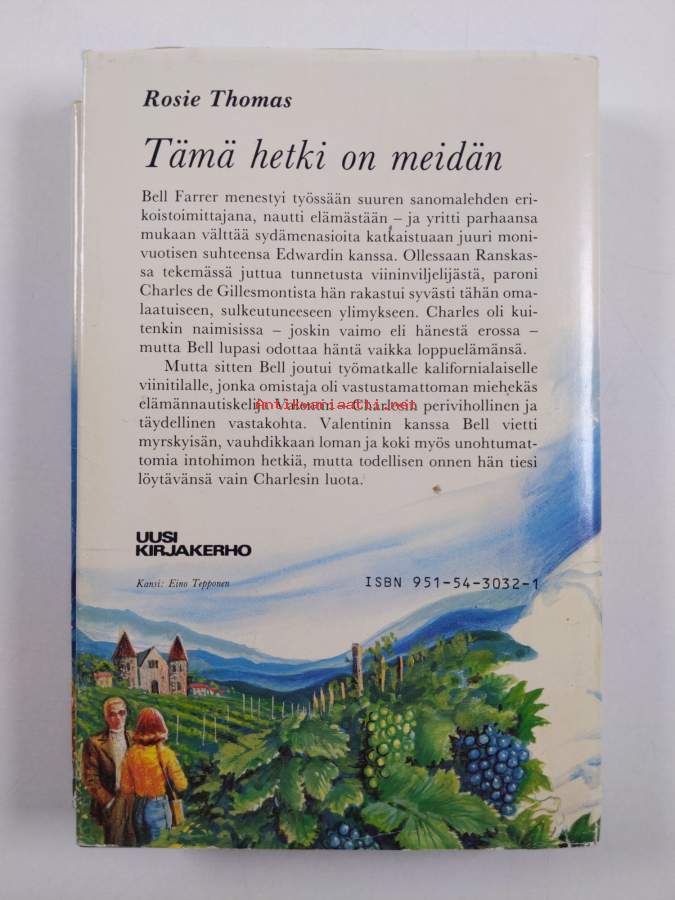 Rosie Thomas
Tämä hetki on meidän
Bell Farrer menestyi työssään suuren sanomalehden eri-
koistoimittajana, nautti elämästään – ja yritti parhaansa
mukaan välttää sydämenasioita katkaistuaan juuri moni-
vuotisen suhteensa Edwardin kanssa. Ollessaan Ranskas-
sa tekemässä juttua tunnetusta viininviljelijästä, paroni
Charles de Gillesmontista hän rakastui syvästi tähän oma-
laatuiseen, sulkeutuneeseen ylimykseen. Charles oli kui-
tenkin naimisissa – joskin vaimo eli hänestä erossa –
mutta Bell lupasi odottaa häntä vaikka loppuelämänsä.
Mutta sitten Bell joutui työmatkalle kalifornialaiselle
viinitilalle, jonka omistaja oli vastustamattoman miehekäs
elämännautiskelija Valentin – Charlesin perivihollinen ja
täydellinen vastakohta. Valentinin kanssa Bell vietti
myrskyisän, vauhdikkaan loman ja koki myös unohtumat-
tomia intohimon hetkiä, mutta todellisen onnen hän tiesi
löytävänsä vain Charlesin luota.
UUSI
KIRJAKERHO
Kansi: Eino Tepponen
ISBN 951-54-3032-1